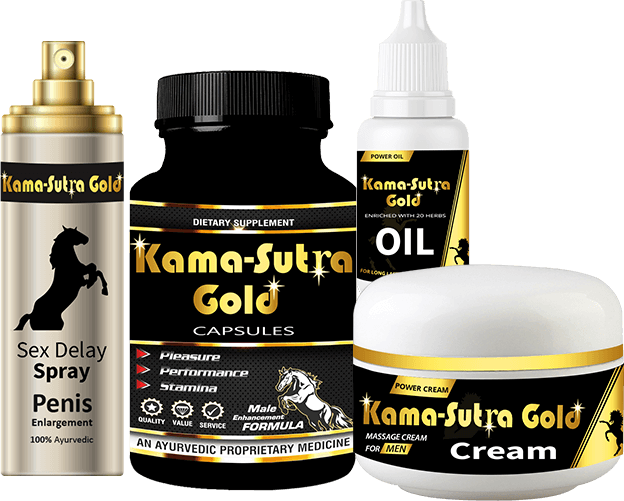 Kama-Sutra Gold
Sex Delay
Spray
Penis
Enlargement
100% Ayurvedic
DIETARY SUPPLEMENT
Kama-Sutra
Gold
CAPSULES
Pleasure
Performance
Stamina
QUALITY VALUE SERVICE
Male
Enhancement
FORMULA
AN AYURVEDIC PROPRIETARY MEDICINE
POWER OIL
Kama-Sutra
Gold
ENRICHED WITH 20 HERBS
OIL
FOR LONG
POWER CREAM
Kama-Sutra Gold
MASSAGE CREAM
FOR MEN
Cream